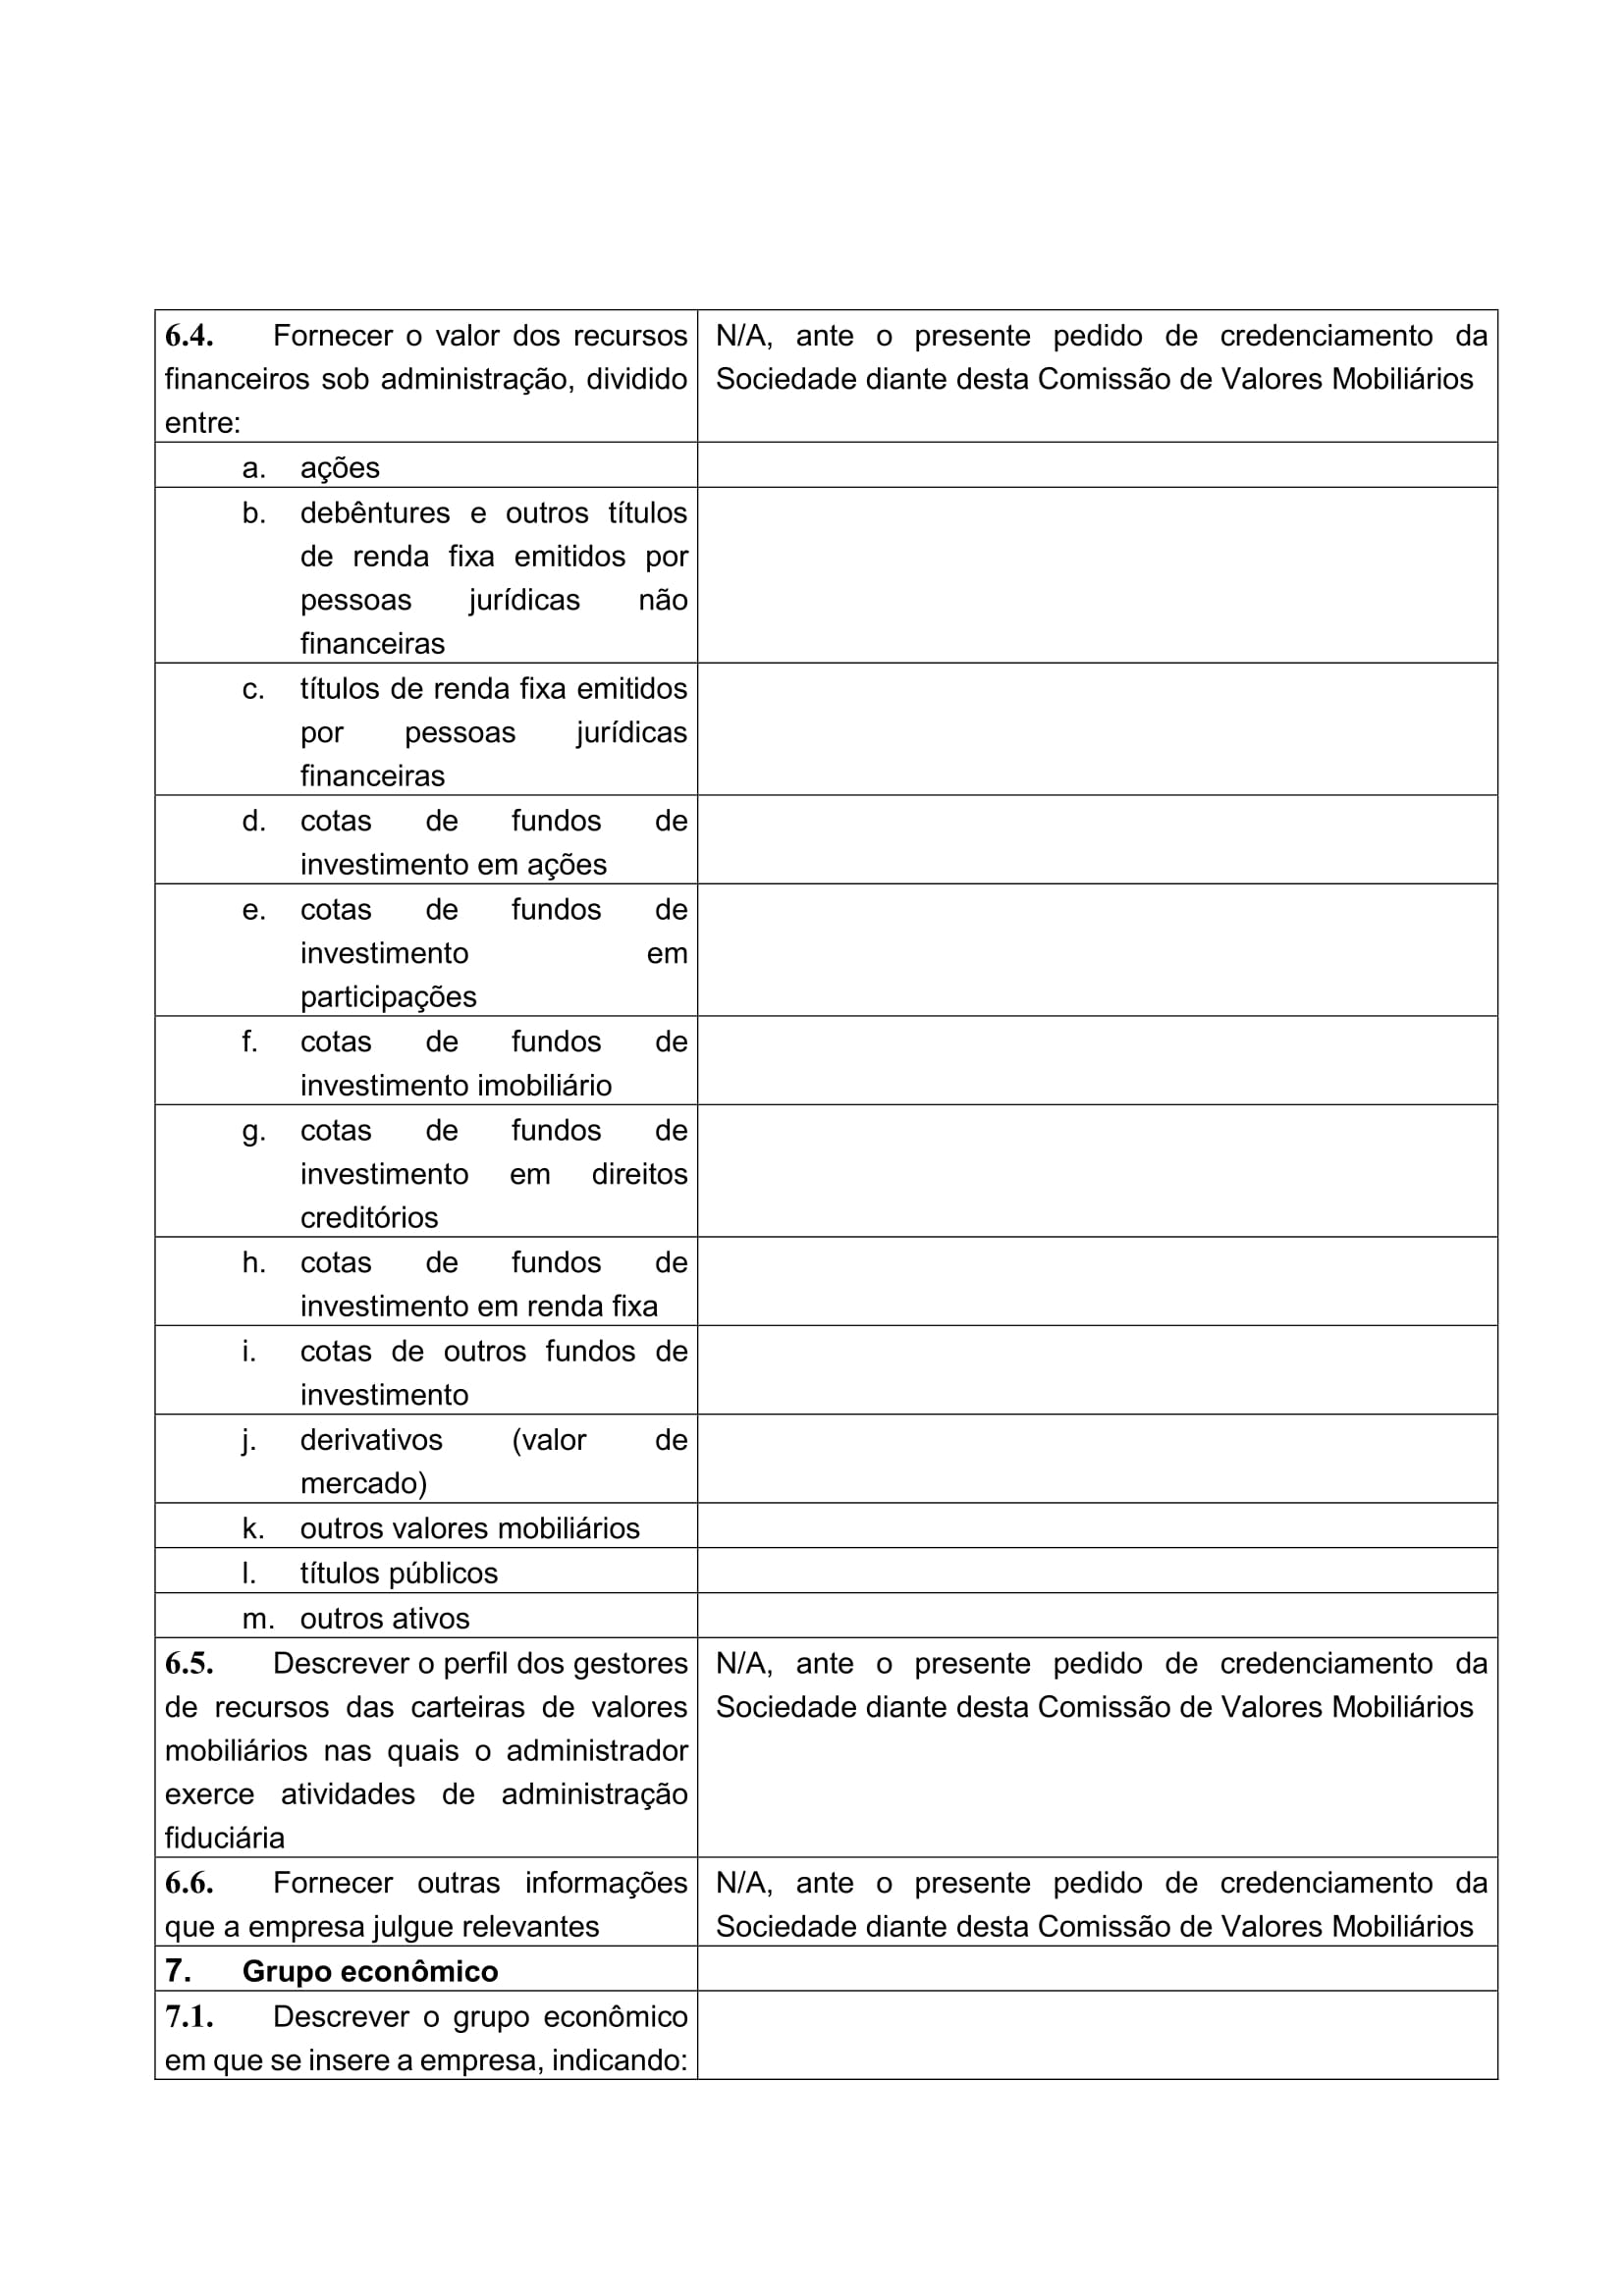 6.4. Fornecer o valor dos recursos
financeiros sob administração, dividido
entre:
N/A, ante o presente pedido de credenciamento da
Sociedade diante desta Comissão de Valores Mobiliários
a. ações
b. debêntures e outros títulos
de renda fixa emitidos por
pessoas jurídicas não
financeiras
c. títulos de renda fixa emitidos
por pessoas jurídicas
financeiras
d. cotas de fundos de
investimento em ações
e. cotas de fundos de
investimento em
participações
f. cotas de fundos de
investimento imobiliário
g. cotas de fundos de
investimento em direitos
creditórios
h. cotas de fundos de
investimento em renda fixa
i. cotas de outros fundos de
investimento
j. derivativos (valor de
mercado)
k. outros valores mobiliários
l. títulos públicos
m. outros ativos
6.5. Descrever o perfil dos gestores
de recursos das carteiras de valores
mobiliários nas quais o administrador
exerce atividades de administração
fiduciária
N/A, ante o presente pedido de credenciamento da
Sociedade diante desta Comissão de Valores Mobiliários
6.6. Fornecer outras informações
que a empresa julgue relevantes
N/A, ante o presente pedido de credenciamento da
Sociedade diante desta Comissão de Valores Mobiliários
7. Grupo econômico
7.1. Descrever o grupo econômico
em que se insere a empresa, indicando: